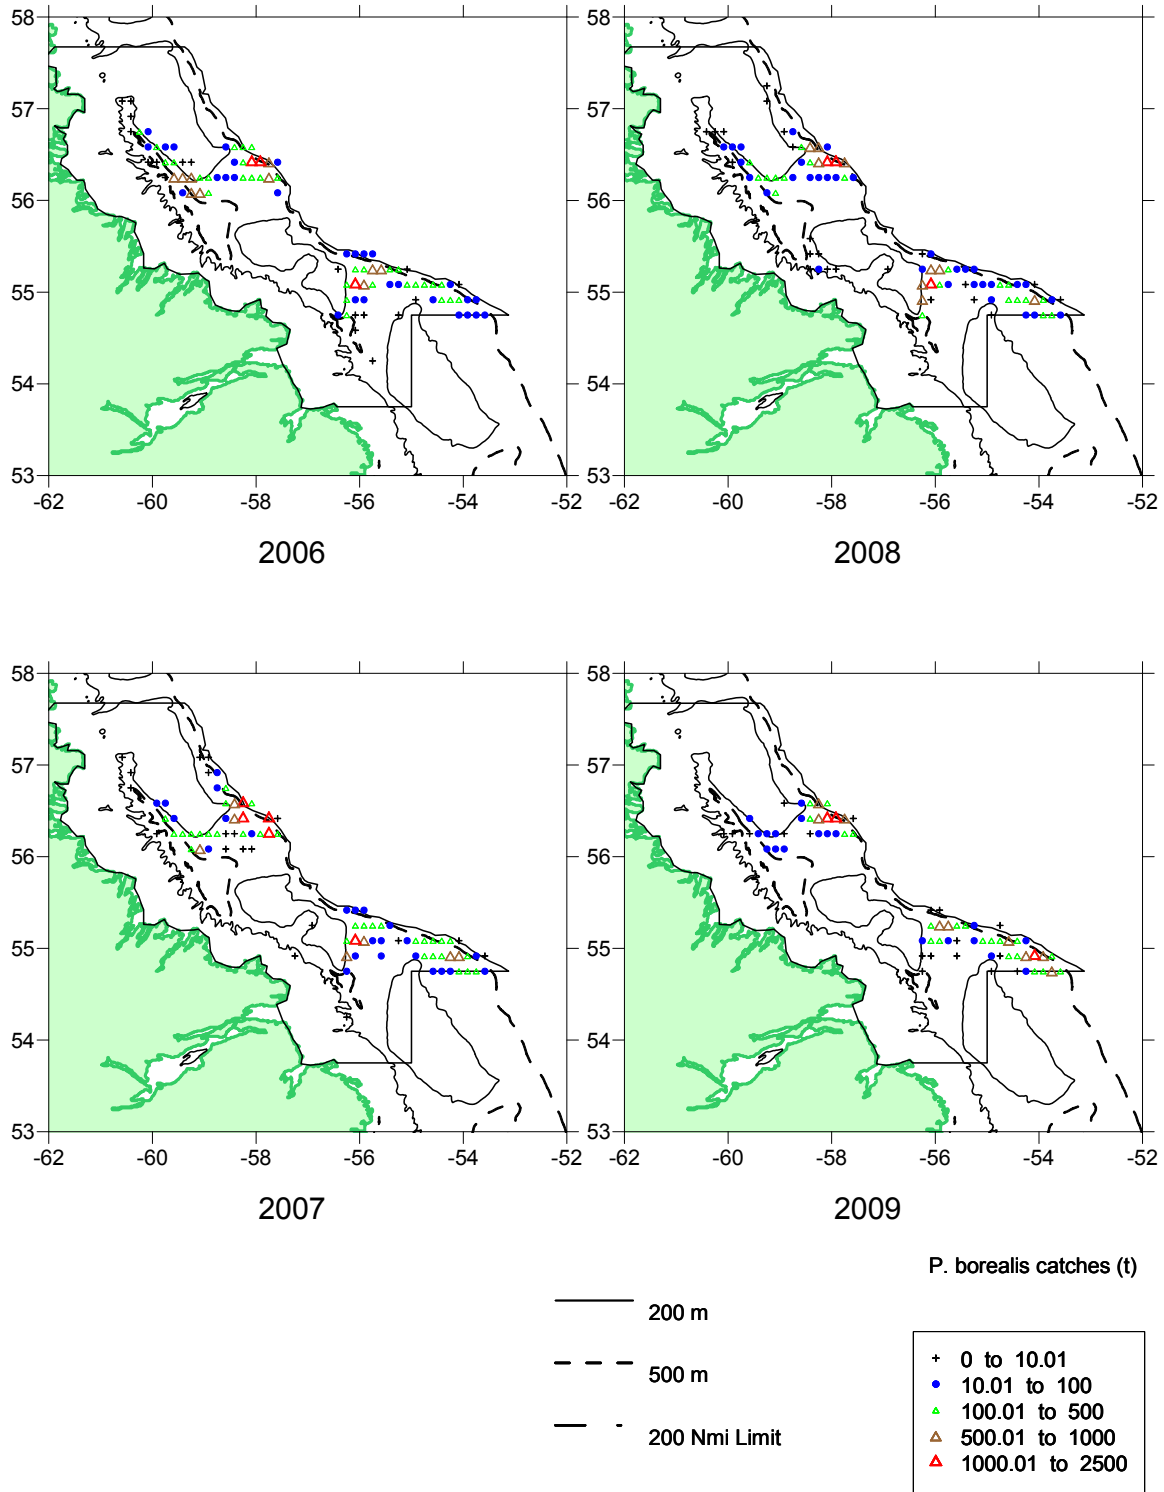 58
57
56
55
54
53
-62 -60 -58 -56 -54 -52
2006
58
57
56
55
54
53
-62 -60 -58 -56 -54 -52
2008
58
57
56
55
54
53
-62 -60 -58 -56 -54 -52
2007
58
57
56
55
54
53
-62 -60 -58 -56 -54 -52
2009
200 m
500 m
200 Nmi Limit
P. borealis catches (t)
0 to 10.01
10.01 to 100
100.01 to 500
500.01 to 1000
1000.01 to 2500